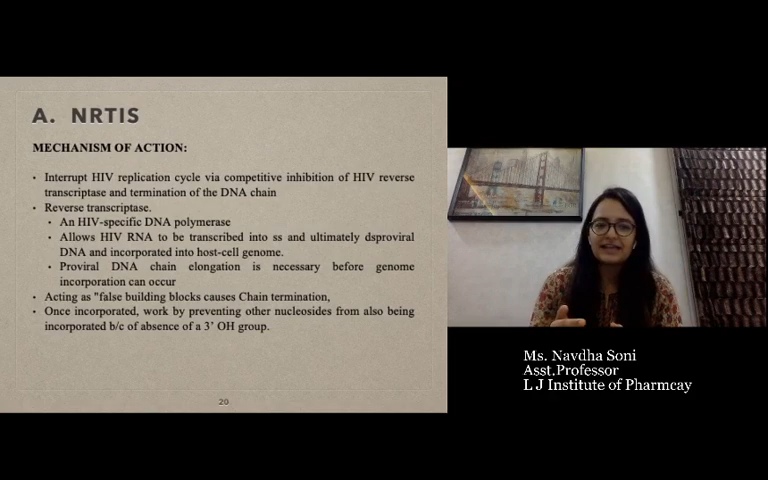 A. NRTIS
MECHANISM OF ACTION:
• Interrupt HIV replication cycle via competitive inhibition of HIV reverse
transcriptase and termination of the DNA chain
• Reverse transcriptase.
• An HIV-specific DNA polymerase
• Allows HIV RNA to be transcribed into ss and ultimately dsproviral
DNA and incorporated into host-cell genome.
• Proviral DNA chain elongation is necessary before genome
incorporation can occur
• Acting as "false building blocks causes Chain termination,
• Once incorporated, work by preventing other nucleosides from also being
incorporated b/c of absence of a 3’ OH group.
20
Ms. Navdha Soni
Asst.Professor
L J Institute of Pharmcay